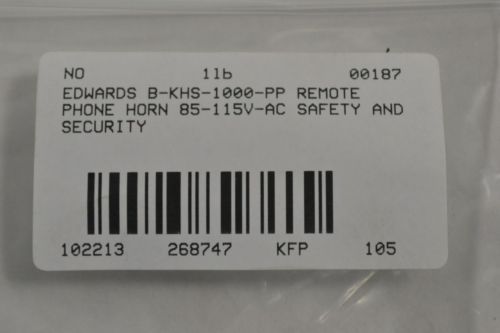 NO 1lb 00187
EDWARDS B-KHS-1000-PP REMOTE
PHONE HORN 85-115V-AC SAFETY AND
SECURITY
102213 268747 KFP 105